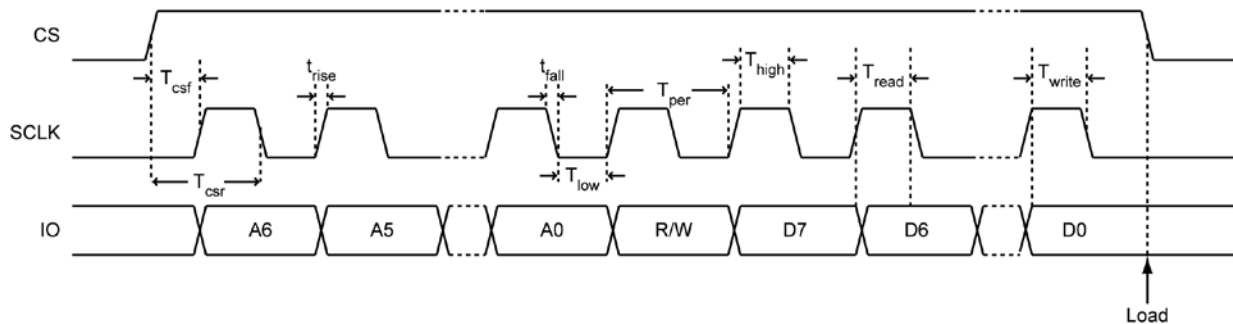 CS
Tcsf
trise
tfall
Tper
Thigh
Tread
Twrite
SCLK
Tcsr
Tlow
IO
A6
A5
A0
R/W
D7
D6
D0
Load